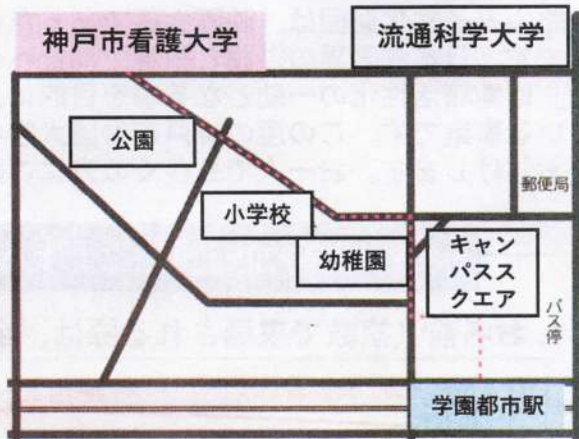 神戸市看護大学
流通科学大学
公園
郵便局
小学校
幼稚園
キャン
パスス
クエア
バス停
学園都市駅